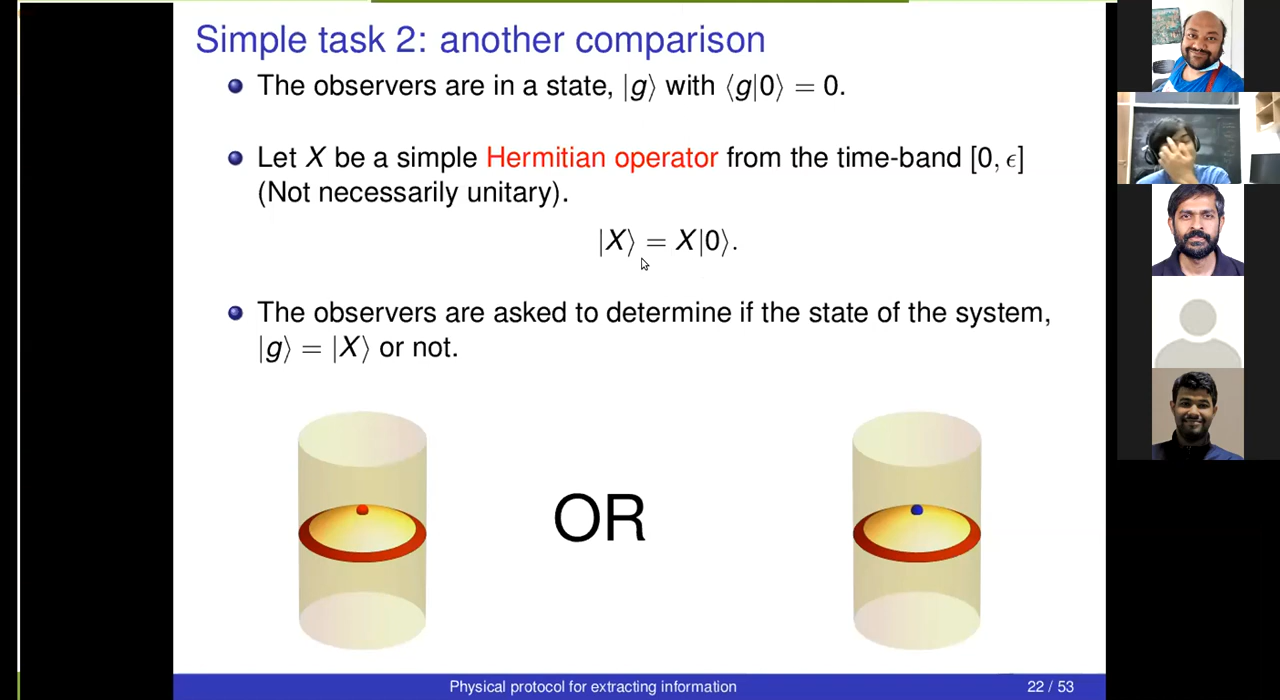 Simple task 2: another comparison
The observers are in a state, |g⟩ with ⟨g|0⟩ = 0.
Let X be a simple Hermitian operator from the time-band [0, ϵ]
(Not necessarily unitary).
|X⟩ = X|0⟩.
The observers are asked to determine if the state of the system,
|g⟩ = |X⟩ or not.
OR
Physical protocol for extracting information
22 / 53